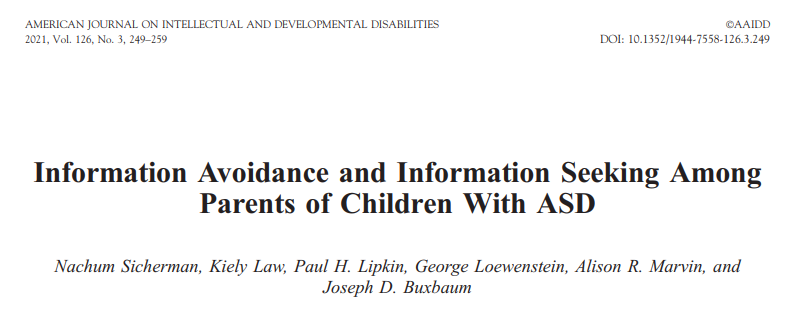 AMERICAN JOURNAL ON INTELLECTUAL AND DEVELOPMENTAL DISABILITIES
©AAIDD
2021, Vol. 126, No. 3, 249–259
DOI: 10.1352/1944-7558-126.3.249
Information Avoidance and Information Seeking Among
Parents of Children With ASD
Nachum Sicherman, Kiely Law, Paul H. Lipkin, George Loewenstein, Alison R. Marvin, and
Joseph D. Buxbaum